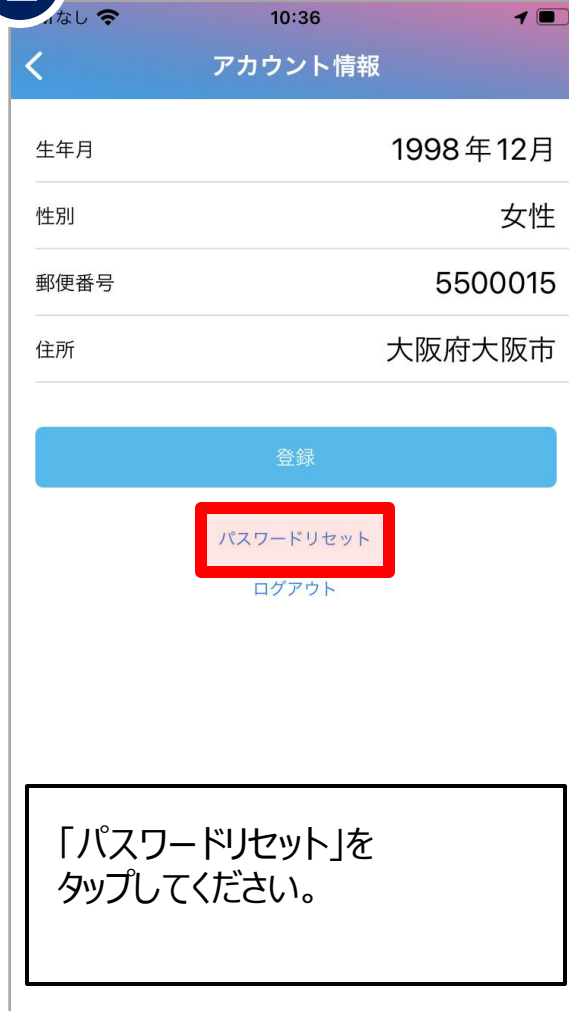 なし
10:36
アカウント情報
生年月 1998年12月
性別 女性
郵便番号 5500015
住所 大阪府大阪市
登録
パスワードリセット
ログアウト
「パスワードリセット」を
タップしてください。